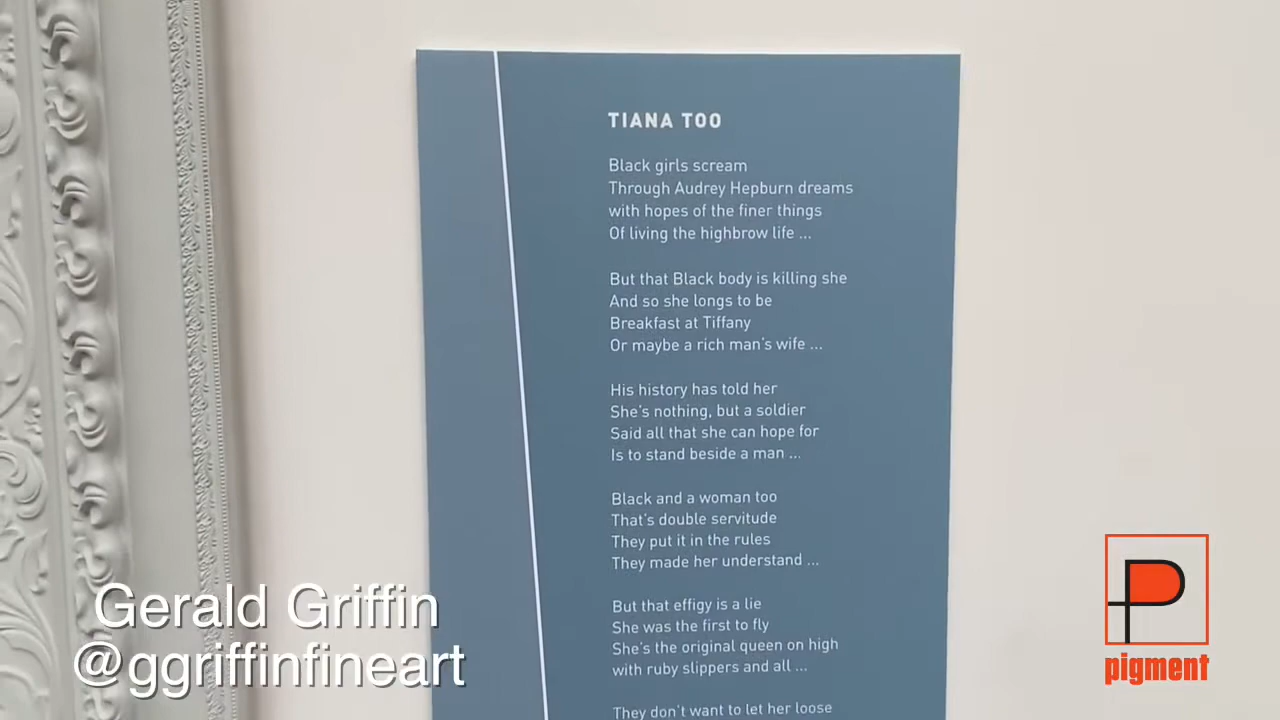 TIANA TOO
Black girls scream
Through Audrey Hepburn dreams
with hopes of the finer things
Of living the highbrow life ...
But that Black body is killing she
And so she longs to be
Breakfast at Tiffany
Or maybe a rich man's wife ...
His history has told her
She's nothing, but a soldier
Said all that she can hope for
Is to stand beside a man ...
Black and a woman too
That's double servitude
They put it in the rules
They made her understand ...
But that effigy is a lie
She was the first to fly
She's the original queen on high
with ruby slippers and all ...
They don't want to let her loose
Gerald Griffin
@ggriffinfineart
pigment